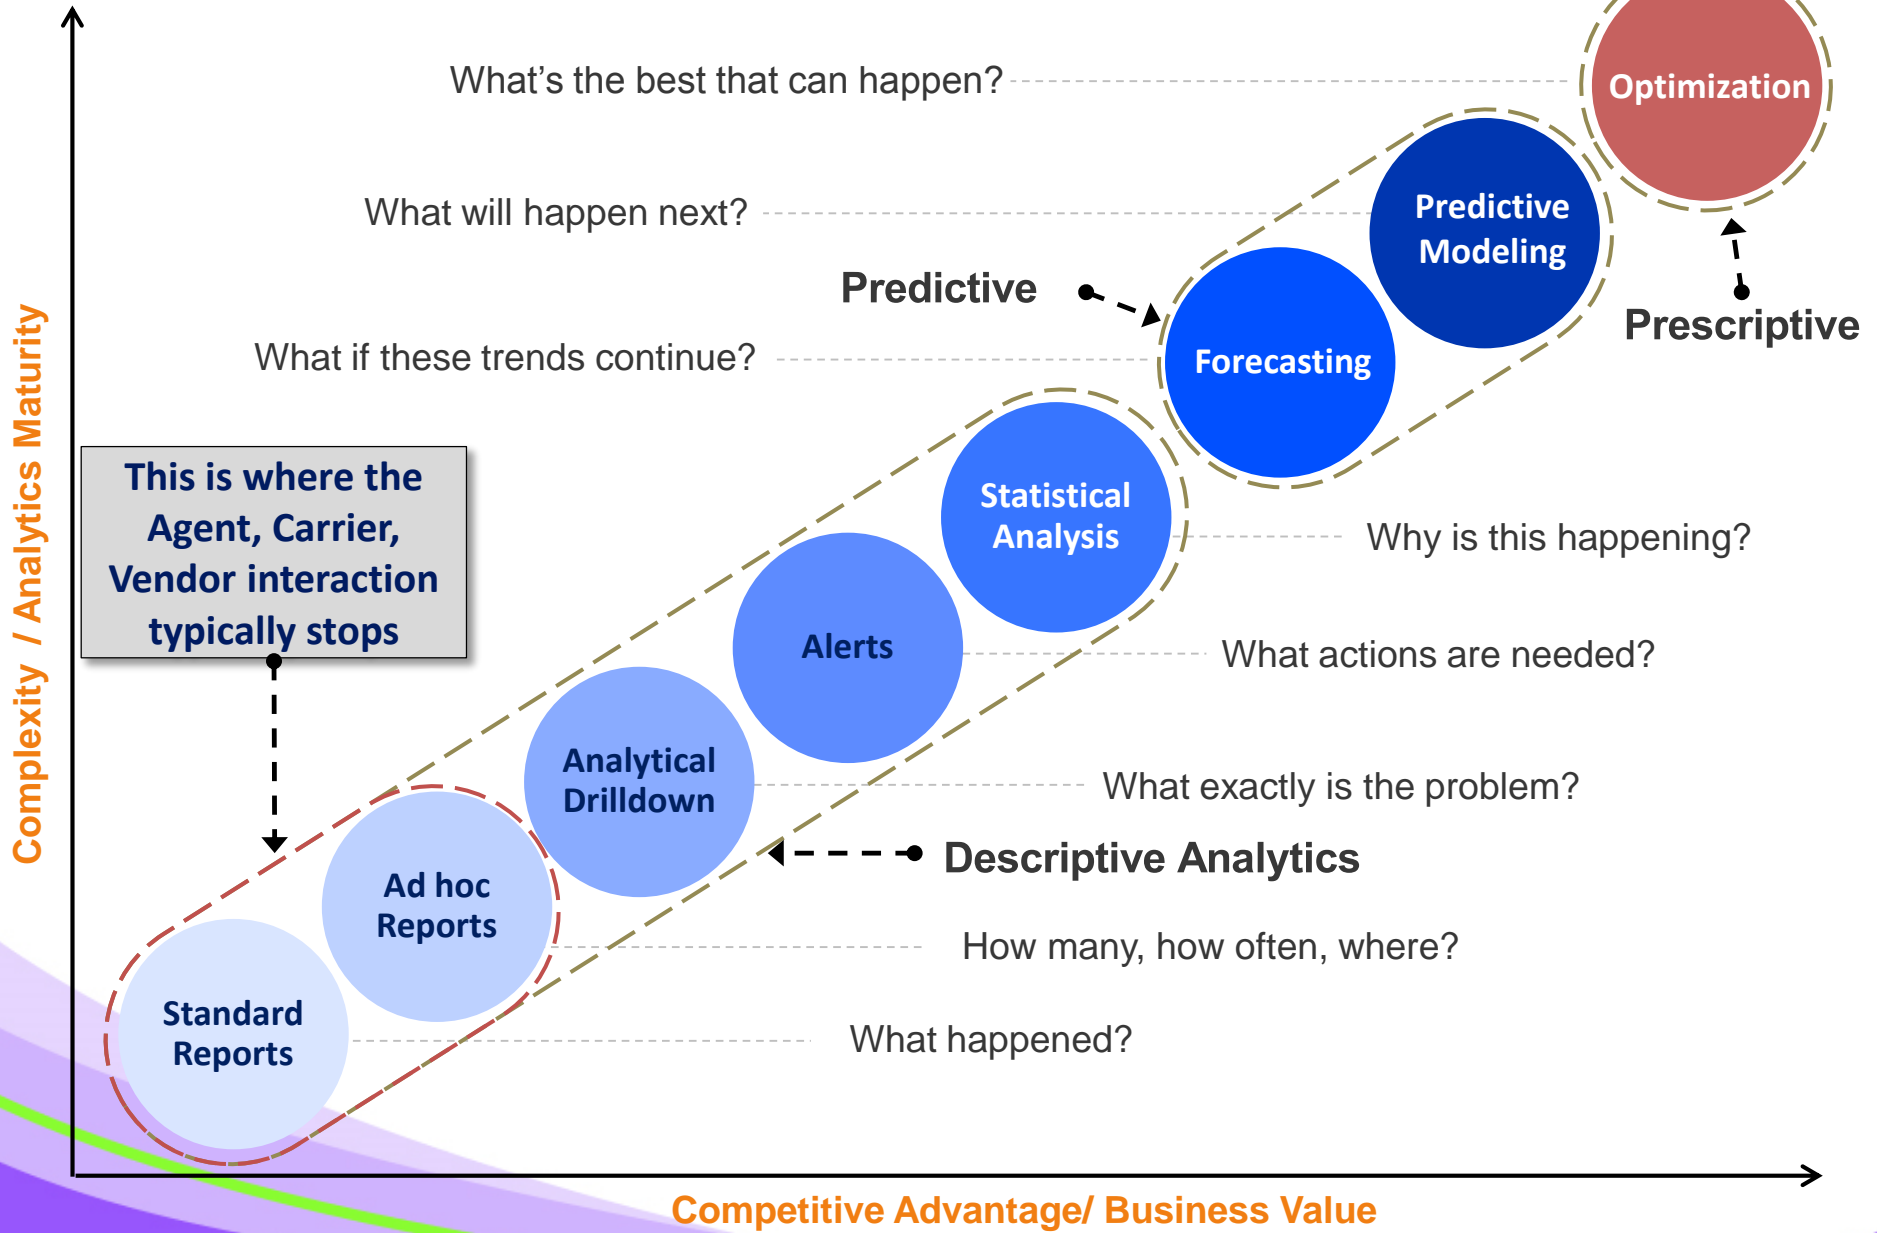 What's the best that can happen?
Optimization
What will happen next?
Predictive
Modeling
Predictive
Prescriptive
What if these trends continue?
Forecasting
This is where the
Agent, Carrier,
Vendor interaction
typically stops
Statistical
Analysis
Why is this happening?
Alerts
What actions are needed?
Analytical
Drilldown
What exactly is the problem?
Descriptive Analytics
Ad hoc
Reports
How many, how often, where?
Standard
Reports
What happened?
Complexity / Analytics Maturity
Competitive Advantage/ Business Value